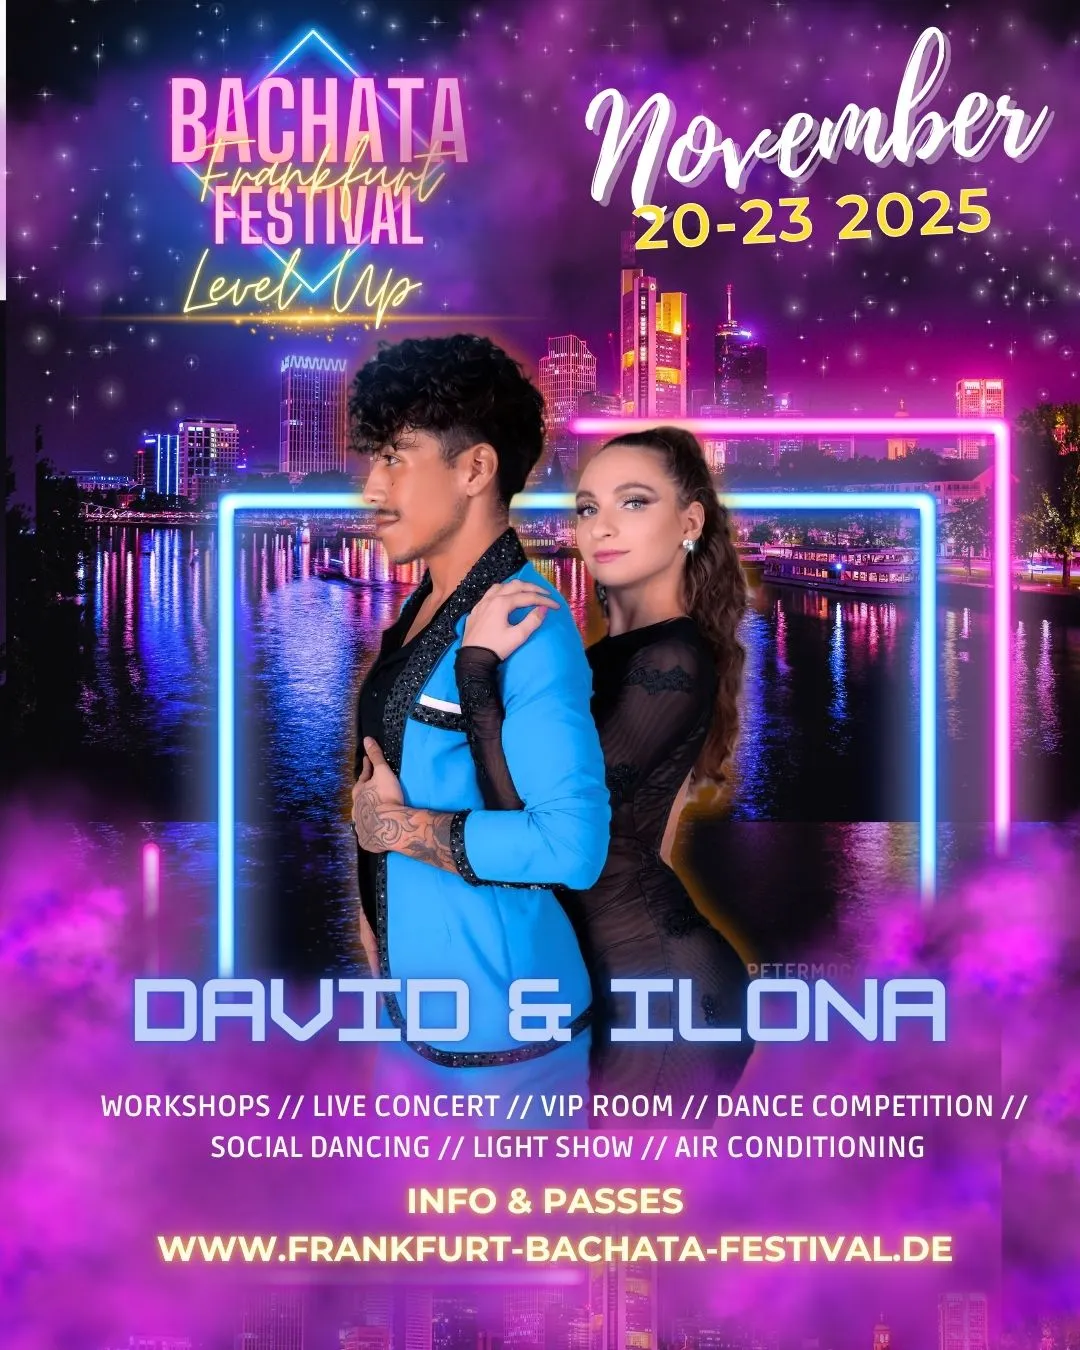 BACHATA
Frankfurt
FESTIVAL
Level Up
November
20-23 2025
DAVID & ILONA
WORKSHOPS // LIVE CONCERT // VIP ROOM // DANCE COMPETITION //
SOCIAL DANCING // LIGHT SHOW // AIR CONDITIONING
INFO & PASSES
WWW.FRANKFURT-BACHATA-FESTIVAL.DE